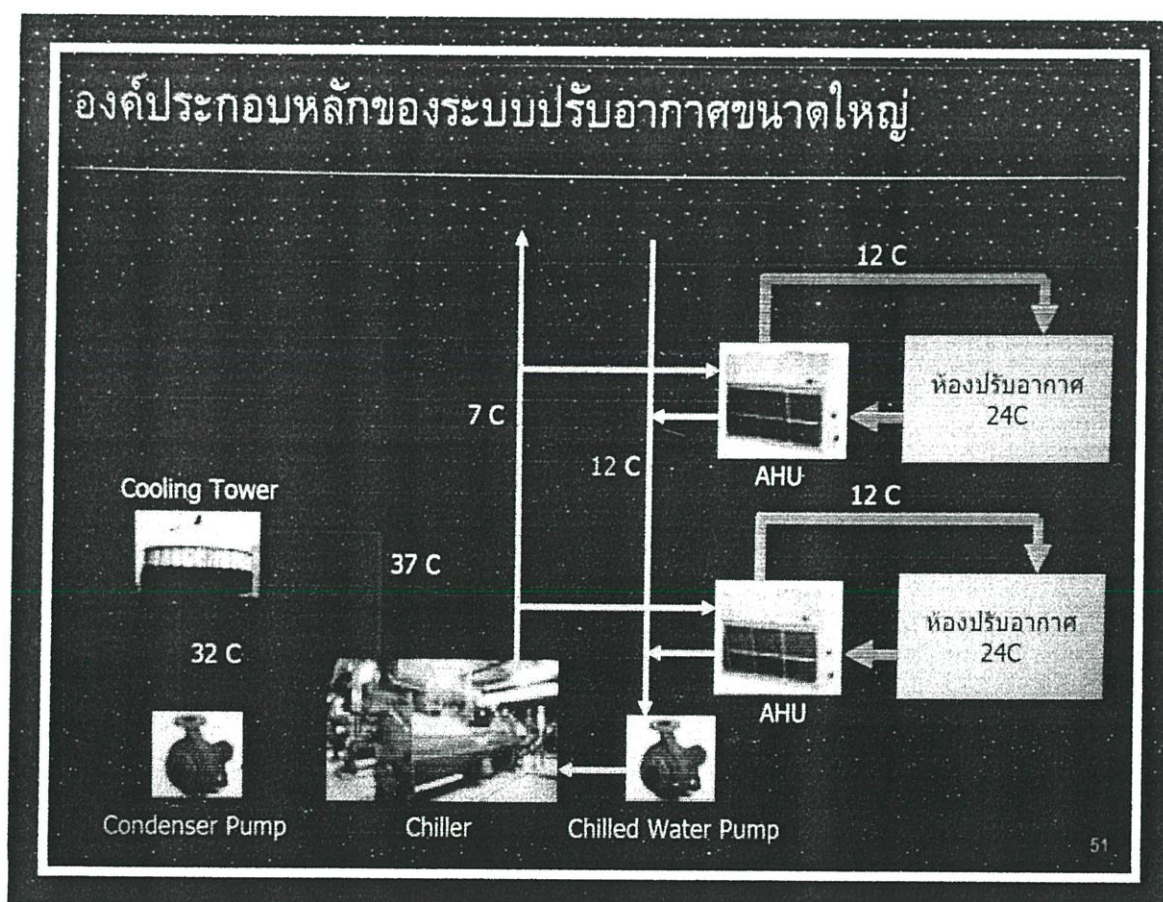 องค์ประกอบหลักของระบบปรับอากาศขนาดใหญ่
12 C
ห้องปรับอากาศ
24C
7 C
12 C
AHU
12 C
Cooling Tower
37 C
ห้องปรับอากาศ
24C
32 C
AHU
Condenser Pump
Chiller
Chilled Water Pump
51